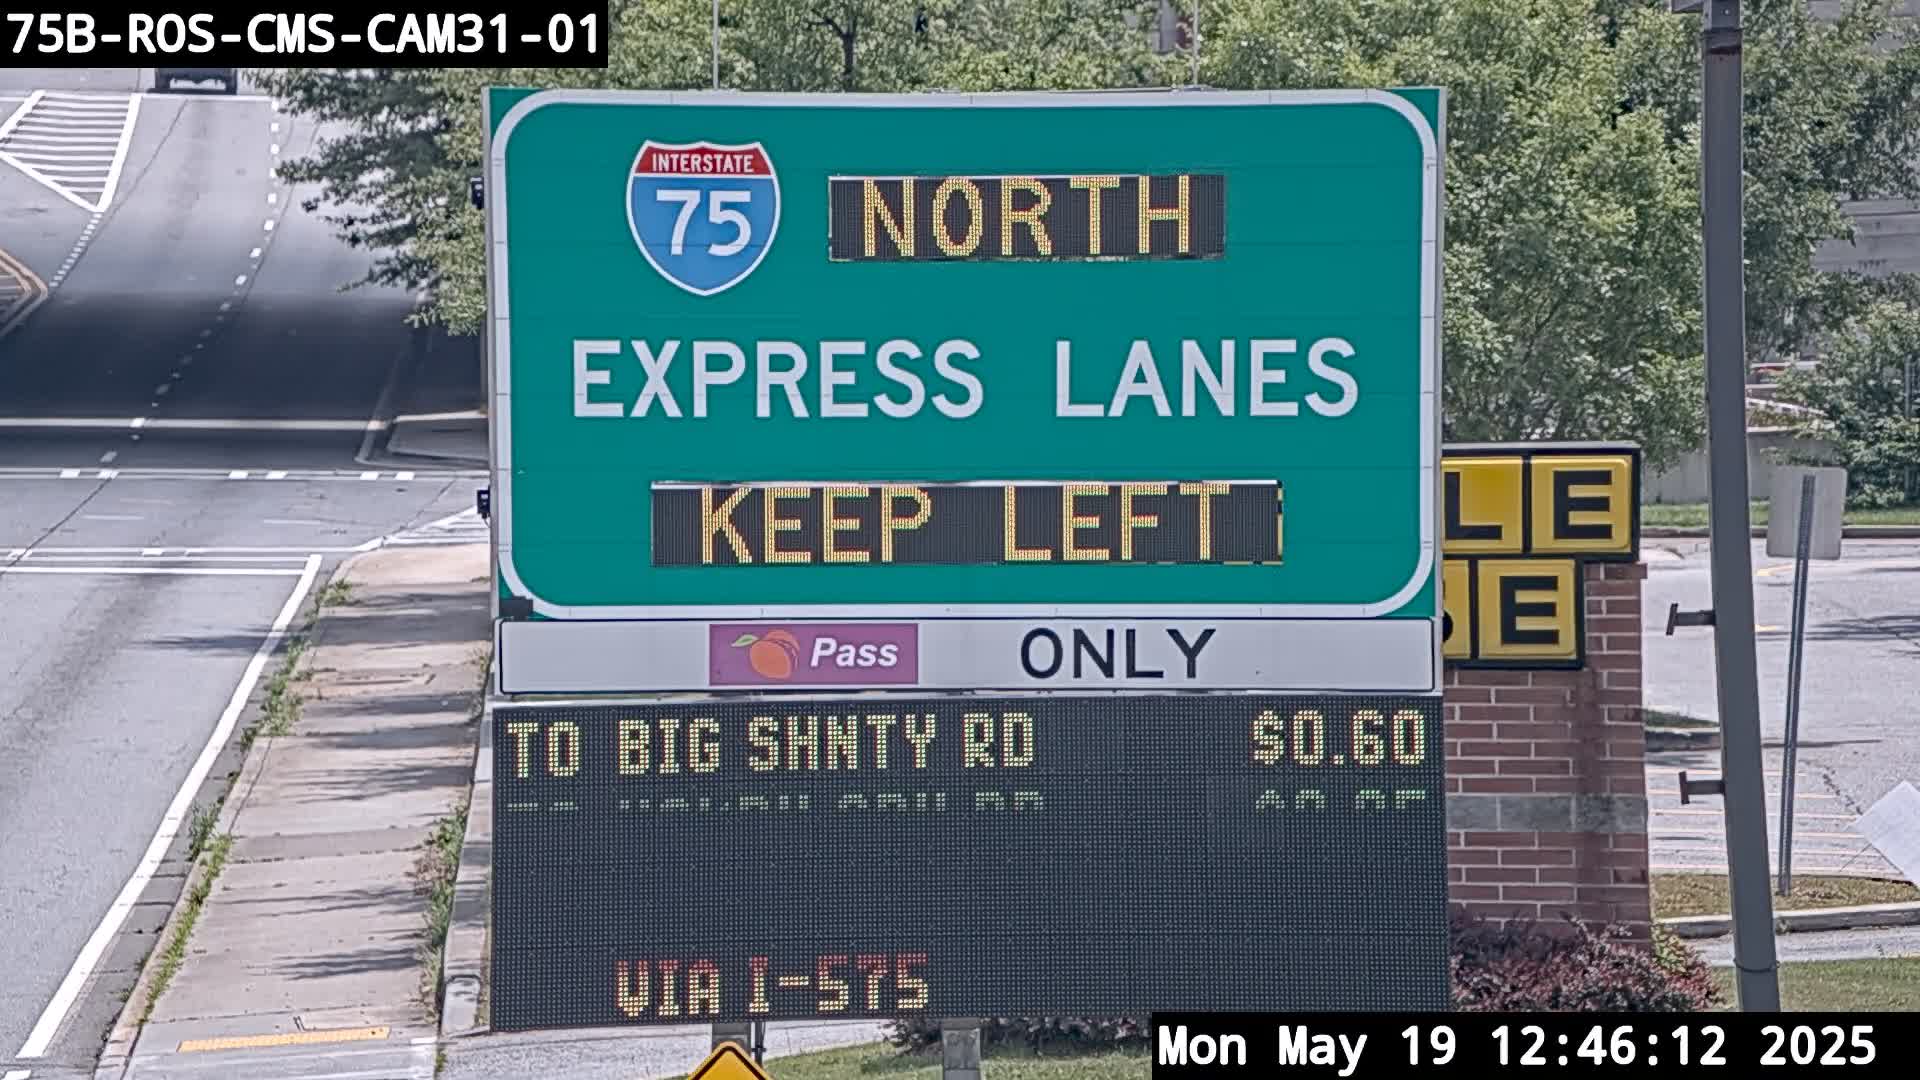 75B-ROS-CMS-CAM31-01
INTERSTATE
75
NORTH
EXPRESS LANES
KEEP LEFT
Pass ONLY
TO BIG SHNTY RD $0.60
VIA I-575
LE
E
Mon May 19 12:46:12 2025